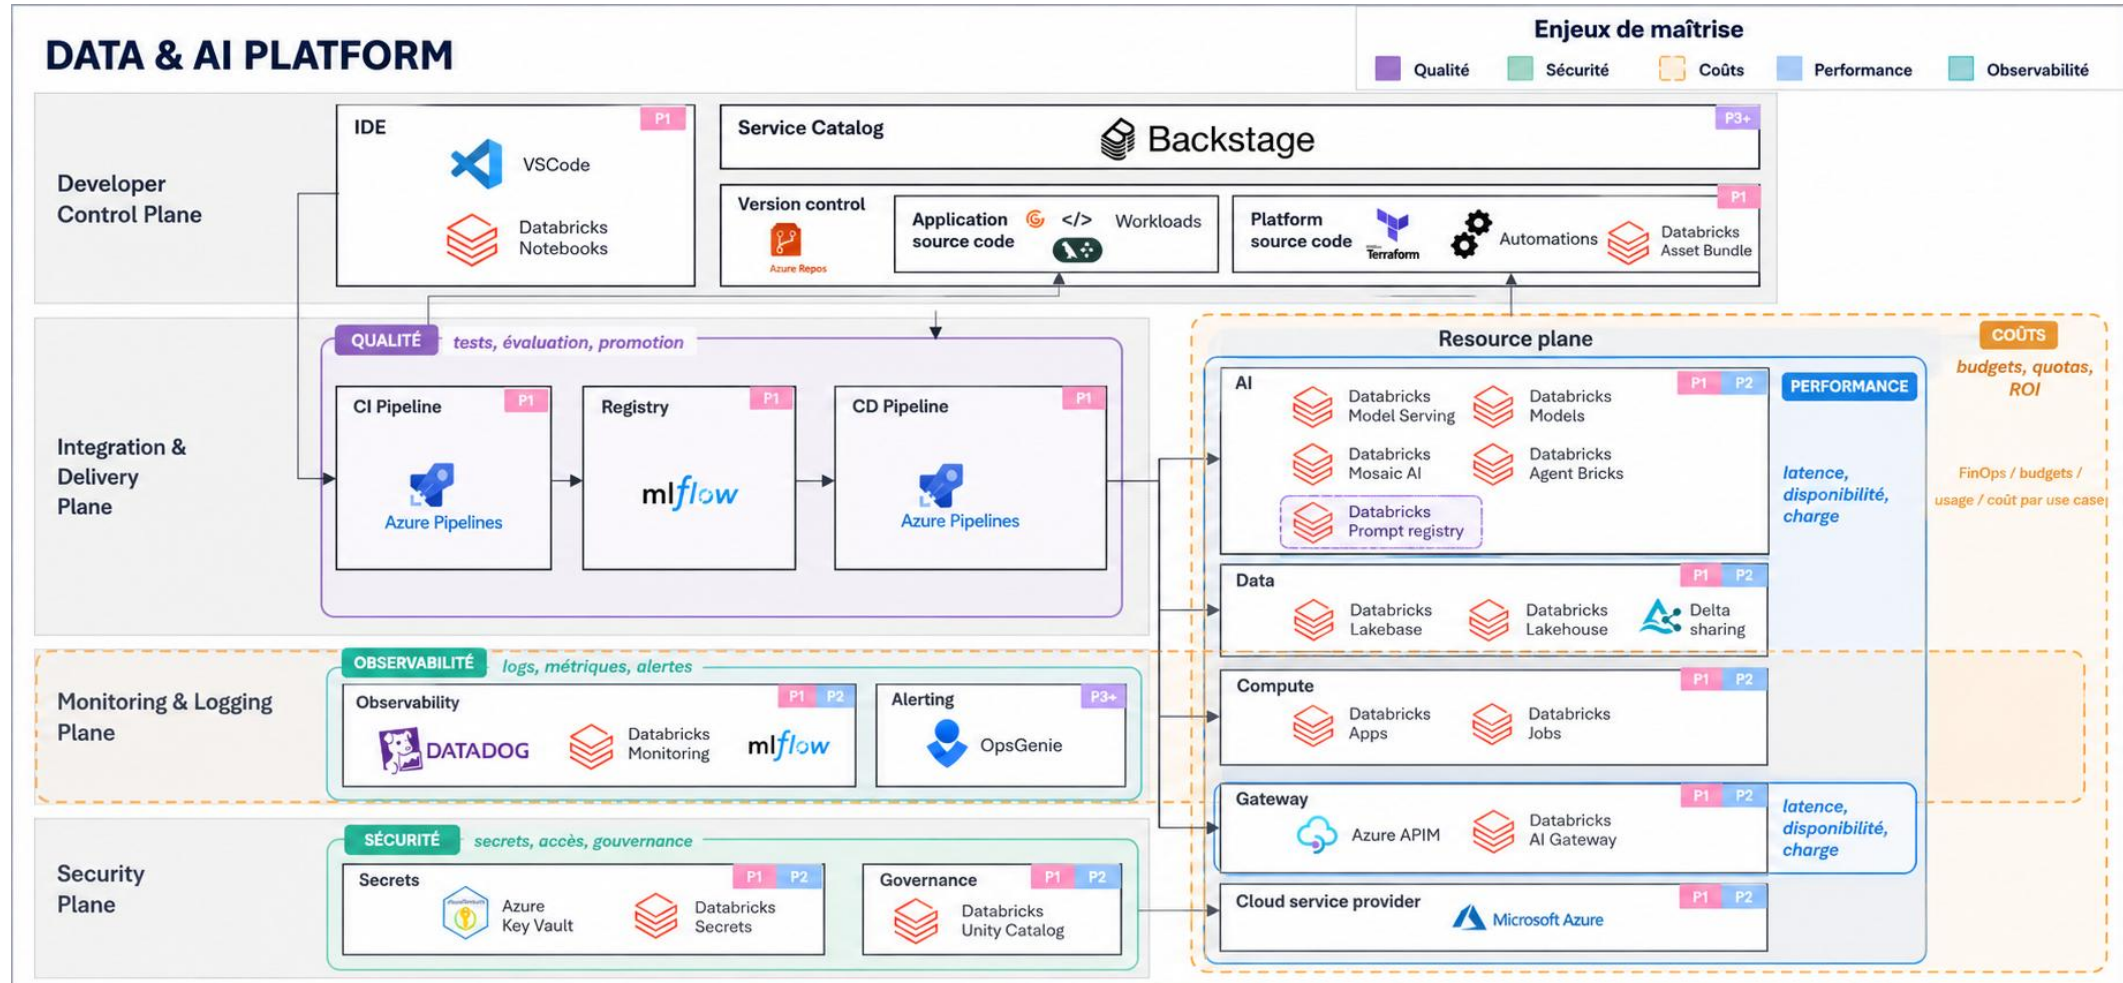 DATA & AI PLATFORM
Enjeux de maîtrise
Qualité
Sécurité
Coûts
Performance
Observabilité
Developer
Control Plane
IDE
P1
VSCode
Databricks
Notebooks
Service Catalog
Backstage
P3+
Version control
Azure Repos
Application
source code
</>
Workloads
P1
Platform
source code
Terraform
Automations
Databricks
Asset Bundle
Integration &
Delivery
Plane
QUALITÉ
tests, évaluation, promotion
CI Pipeline
P1
Azure Pipelines
Registry
P1
mlflow
CD Pipeline
P1
Azure Pipelines
Resource plane
COÛTS
budgets, quotas,
ROI
FinOps / budgets /
usage / coût par use case
AI
P1
P2
Databricks
Model Serving
Databricks
Models
Databricks
Mosaic AI
Databricks
Agent Bricks
Databricks
Prompt registry
PERFORMANCE
latence,
disponibilité,
charge
Data
P1
P2
Databricks
Lakebase
Databricks
Lakehouse
Delta
sharing
Monitoring & Logging
Plane
OBSERVABILITÉ
logs, métriques, alertes
Observability
P1
P2
DATADOG
Databricks
Monitoring
mlflow
Alerting
P3+
OpsGenie
Compute
P1
P2
Databricks
Apps
Databricks
Jobs
Gateway
P1
P2
Azure APIM
Databricks
AI Gateway
latence,
disponibilité,
charge
Security
Plane
SÉCURITÉ
secrets, accès, gouvernance
Secrets
P1
P2
Azure
Key Vault
Databricks
Secrets
Governance
P1
P2
Databricks
Unity Catalog
Cloud service provider
P1
P2
Microsoft Azure